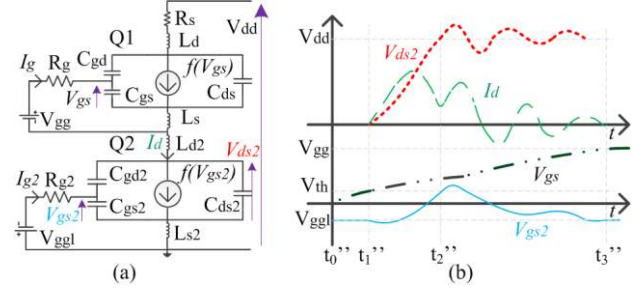 Rs
Vdd
Ld
Q1
Cgd
Ig
Rg
f(Vgs)
Vgs
Cgs
Cds
Vgg
Ls
Id
Ld2
Q2
Vds2
Cgd2
Ig2
Rg2
f(Vgs2)
Vgs2
Cgs2
Cds2
Vggl
Ls2
(a)
Vdd
Vds2
Id
t
Vgg
Vth
Vgs
Vggl
Vgs2
t
t0’’ t1’’ t2’’ t3’’
(b)